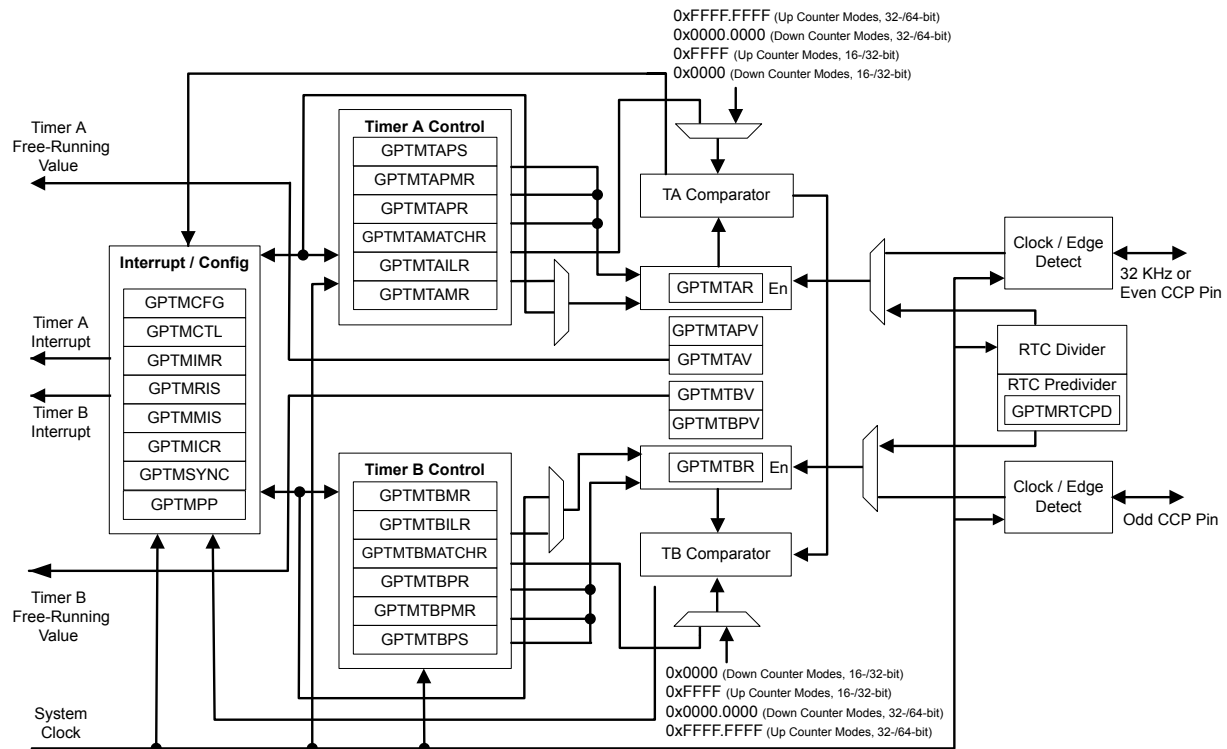 0xFFFF.FFFF (Up Counter Modes, 32-/64-bit)
0x0000.0000 (Down Counter Modes, 32-/64-bit)
0xFFFF (Up Counter Modes, 16-/32-bit)
0x0000 (Down Counter Modes, 16-/32-bit)
Timer A
Free-Running
Value
Timer A Control
GPTMTAPS
GPTMTAPMR
GPTMTAPR
GPTMTAMATCHR
GPTMTAILR
GPTMTAMR
TA Comparator
GPTMTAR
En
Clock / Edge
Detect
32 KHz or
Even CCP Pin
Interrupt / Config
GPTMCFG
GPTMCTL
GPTMIMR
GPTMRIS
GPTMMIS
GPTMICR
GPTMSYNC
GPTMPP
Timer A
Interrupt
Timer B
Interrupt
GPTMTAPV
GPTMTAV
GPTMTBV
GPTMTBPV
RTC Divider
RTC Predivider
GPTMRTCPD
Timer B Control
GPTMTBMR
GPTMTBILR
GPTMTBMATCHR
GPTMTBPR
GPTMTBPMR
GPTMTBPS
GPTMTBR
En
Clock / Edge
Detect
Odd CCP Pin
TB Comparator
Timer B
Free-Running
Value
0x0000 (Down Counter Modes, 16-/32-bit)
0xFFFF (Up Counter Modes, 16-/32-bit)
0x0000.0000 (Down Counter Modes, 32-/64-bit)
0xFFFF.FFFF (Up Counter Modes, 32-/64-bit)
System
Clock